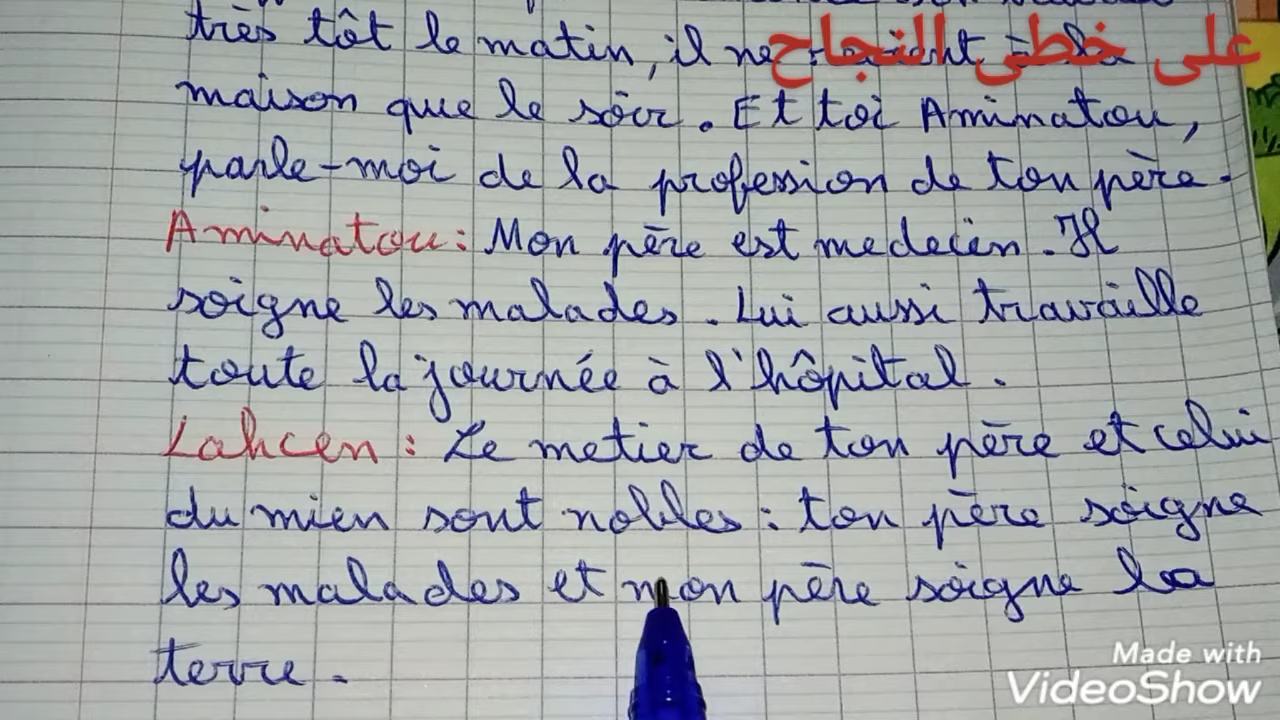 très tôt le matin, il ne
على خطى النجاح
maison que le soir. Et toi Aminatou,
parle-moi de la profession de ton père.
Aminatou: Mon père est medecin. Il
soigne les malades. Lui aussi travaille
toute la journée à l'hôpital.
Lahcen: Le metier de ton père et celui
du mien sont nobles: ton père soigne
les malades et mon père soigne la
terre.
Made with
VideoShow